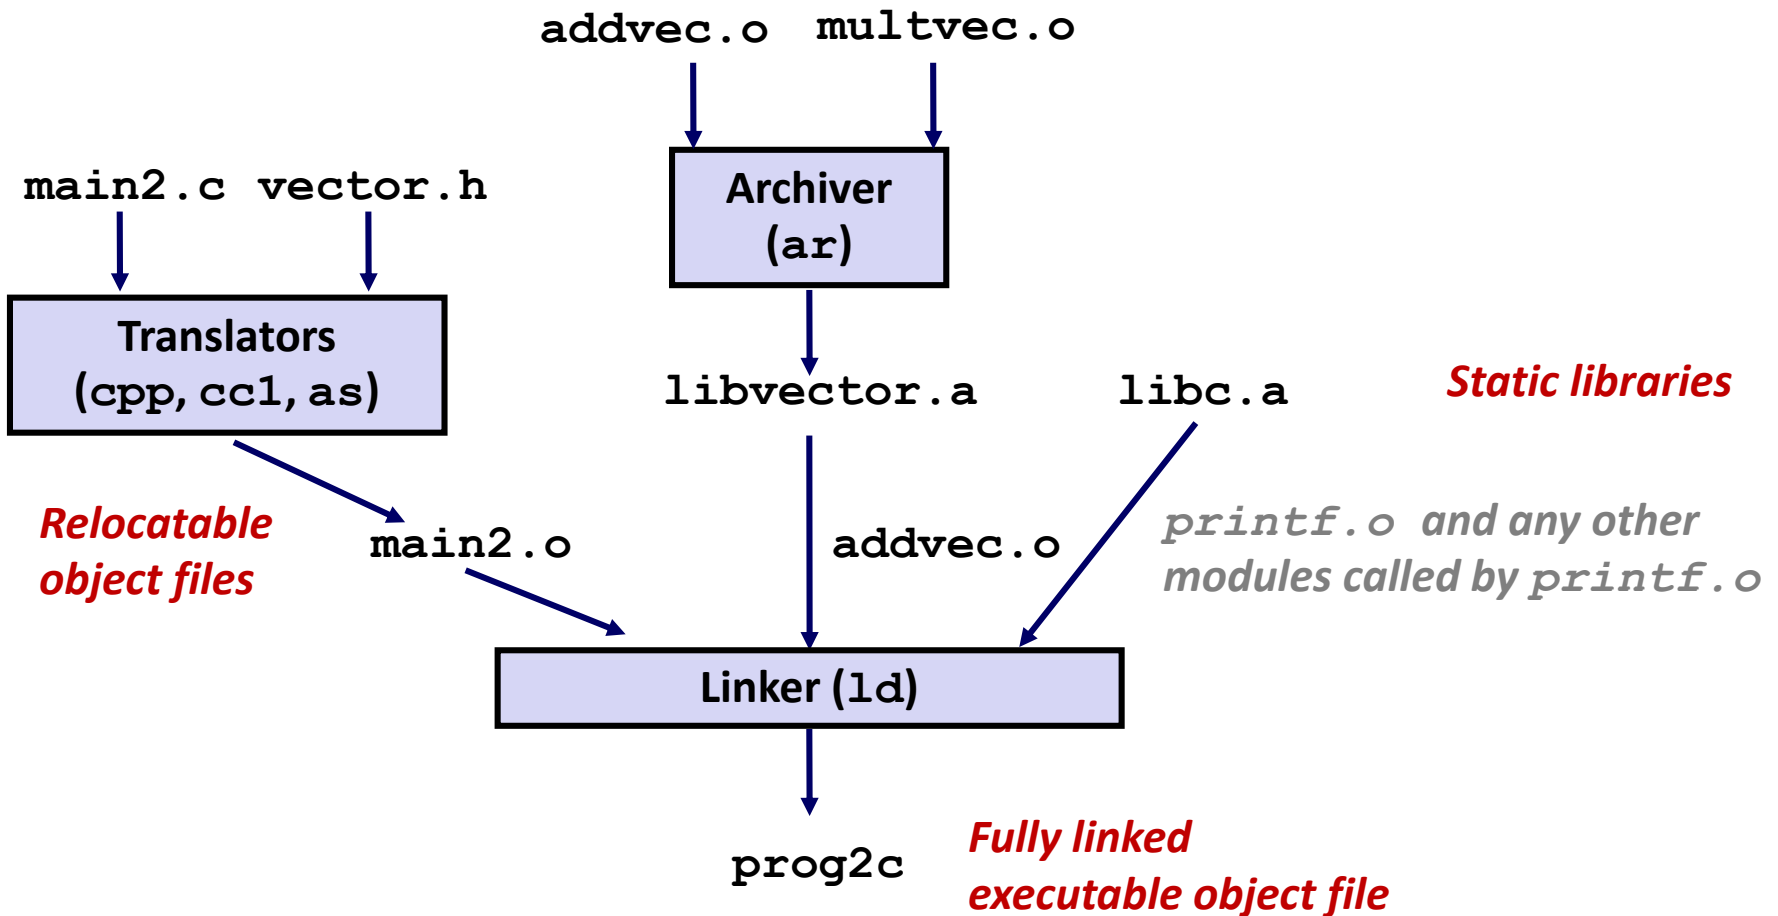 addvec.o multvec.o
main2.c vector.h
Archiver
(ar)
Translators
(cpp, cc1, as)
libvector.a
libc.a
Static libraries
Relocatable
object files
main2.o
addvec.o
printf.o and any other
modules called by printf.o
Linker (ld)
prog2c
Fully linked
executable object file